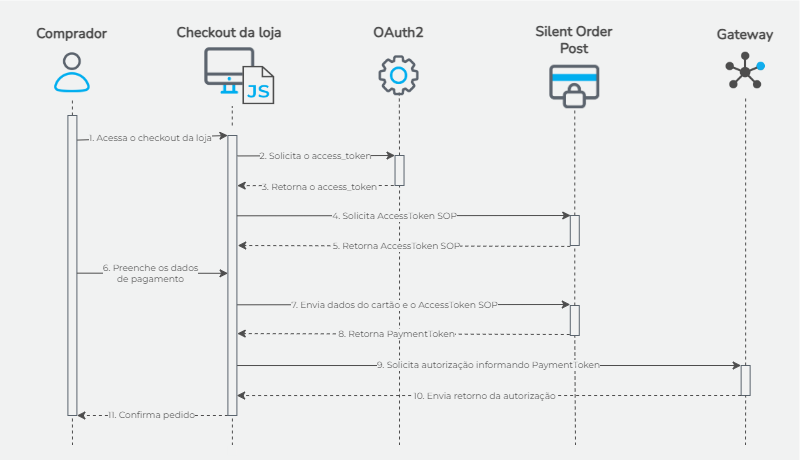 Comprador
Checkout da loja
OAuth2
Silent Order
Post
Gateway
JS
1. Acessa o checkout da loja
2. Solicita o access_token
3. Retorna o access_token
4. Solicita AccessToken SOP
5. Retorna AccessToken SOP
6. Preenche os dados
de pagamento
7. Envia dados do cartão e o AccessToken SOP
8. Retorna PaymentToken
9. Solicita autorização informando PaymentToken
10. Envia retorno da autorização
11. Confirma pedido